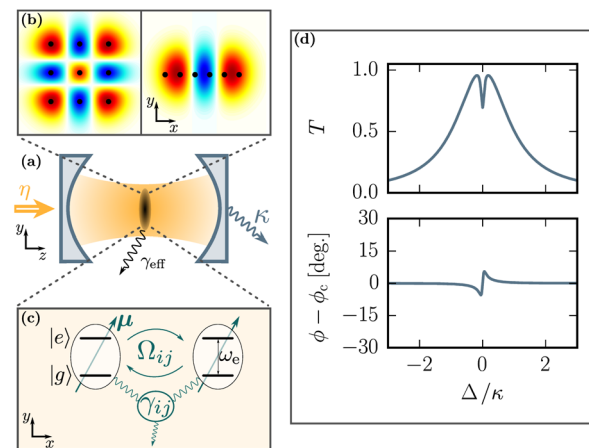 (b)
y
x
y
x
(a)
η
κ
y
z
γeff
(c)
μ
|e⟩
Ωij
ωe
|g⟩
γij
y
x
(d)
1.0
T
0.5
0.0
30
15
ϕ − ϕc [deg.]
0
−15
−30
−2 0 2
Δ/κ